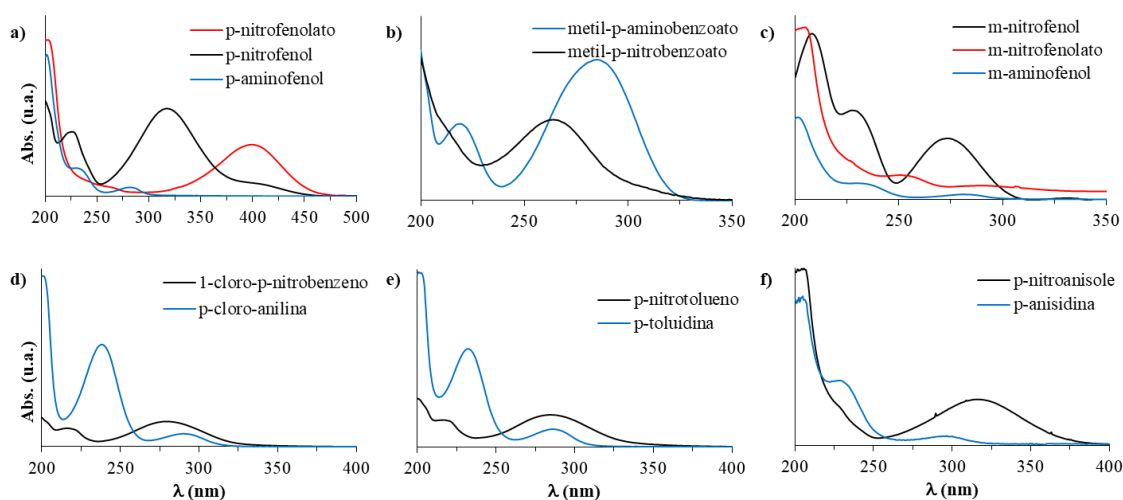 a)
p-nitrofenolato
p-nitrofenol
p-aminofenol
Abs. (u.a.)
200 250 300 350 400 450 500
b)
metil-p-aminobenzoato
metil-p-nitrobenzoato
200 250 300 350
c)
m-nitrofenol
m-nitrofenolato
m-aminofenol
200 250 300 350
d)
1-cloro-p-nitrobenzeno
p-cloro-anilina
Abs. (u.a.)
200 250 300 350 400
λ (nm)
e)
p-nitrotolueno
p-toluidina
200 250 300 350 400
λ (nm)
f)
p-nitroanisole
p-anisidina
200 250 300 350 400
λ (nm)